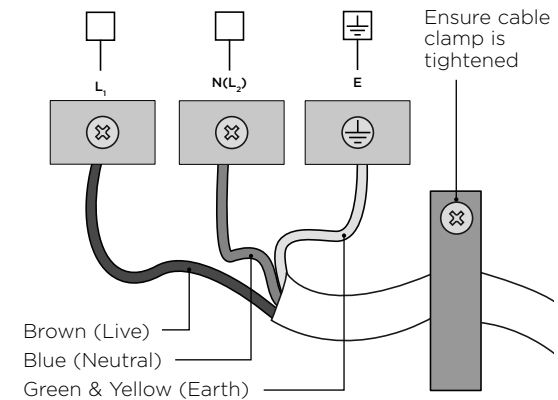 Ensure cable
clamp is
tightened
L₁ N(L₂) E
Brown (Live)
Blue (Neutral)
Green & Yellow (Earth)